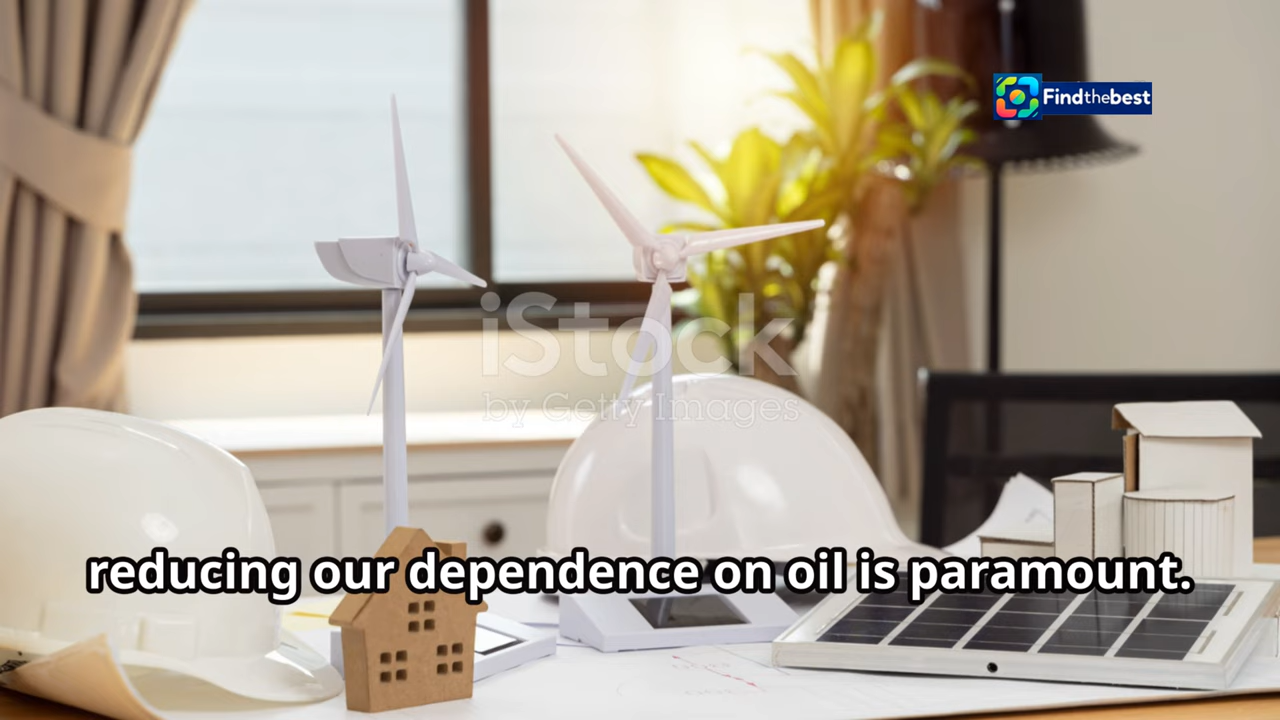 Findthebest
iStock
by Getty Images
reducing our dependence on oil is paramount.